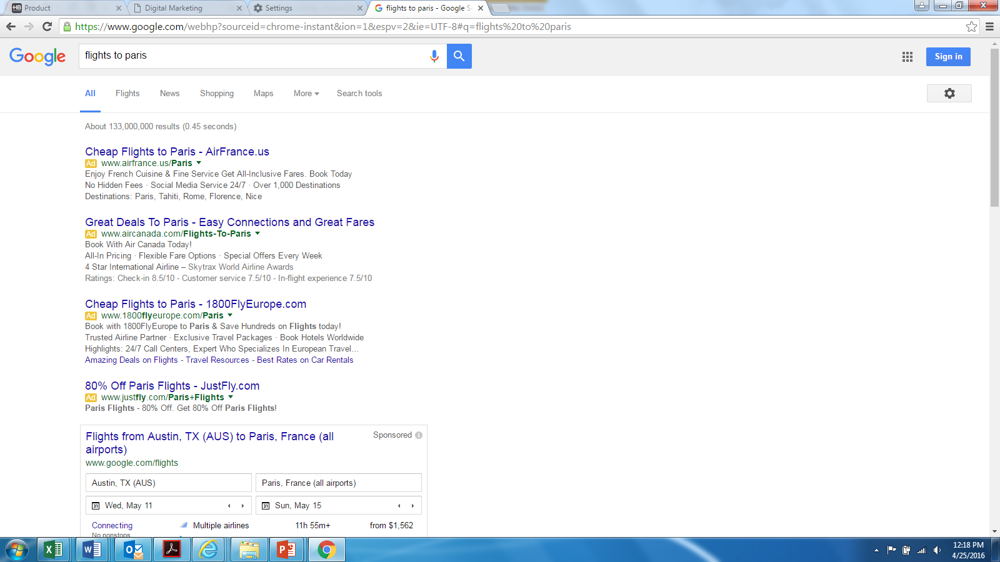 Product
Digital Marketing
Settings
flights to paris - Google S
https://www.google.com/webhp?sourceid=chrome-instant&ion=1&espv=2&ie=UTF-8#q=flights%20to%20paris
Google
flights to paris
Sign in
All Flights News Shopping Maps More Search tools
About 133,000,000 results (0.45 seconds)
Cheap Flights to Paris - AirFrance.us
Ad www.airfrance.us/Paris
Enjoy French Cuisine & Fine Service Get All-Inclusive Fares. Book Today
No Hidden Fees · Social Media Service 24/7 · Over 1,000 Destinations
Destinations: Paris, Tahiti, Rome, Florence, Nice
Great Deals To Paris - Easy Connections and Great Fares
Ad www.aircanada.com/Flights-To-Paris
Book With Air Canada Today!
All-In Pricing · Flexible Fare Options · Special Offers Every Week
4 Star International Airline – Skytrax World Airline Awards
Ratings: Check-in 8.5/10 - Customer service 7.5/10 - In-flight experience 7.5/10
Cheap Flights to Paris - 1800FlyEurope.com
Ad www.1800flyeurope.com/Paris
Book with 1800FlyEurope to Paris & Save Hundreds on Flights today!
Trusted Airline Partner · Exclusive Travel Packages · Book Hotels Worldwide
Highlights: 24/7 Call Centers, Expert Who Specializes In European Travel…
Amazing Deals on Flights - Travel Resources - Best Rates on Car Rentals
80% Off Paris Flights - JustFly.com
Ad www.justfly.com/Paris+Flights
Paris Flights - 80% Off. Get 80% Off Paris Flights!
Flights from Austin, TX (AUS) to Paris, France (all
airports)
Sponsored
www.google.com/flights
Austin, TX (AUS)
Paris, France (all airports)
31 Wed, May 11
31 Sun, May 15
Connecting Multiple airlines 11h 55m+ from $1,562
No nonstops
12:18 PM
4/25/2016